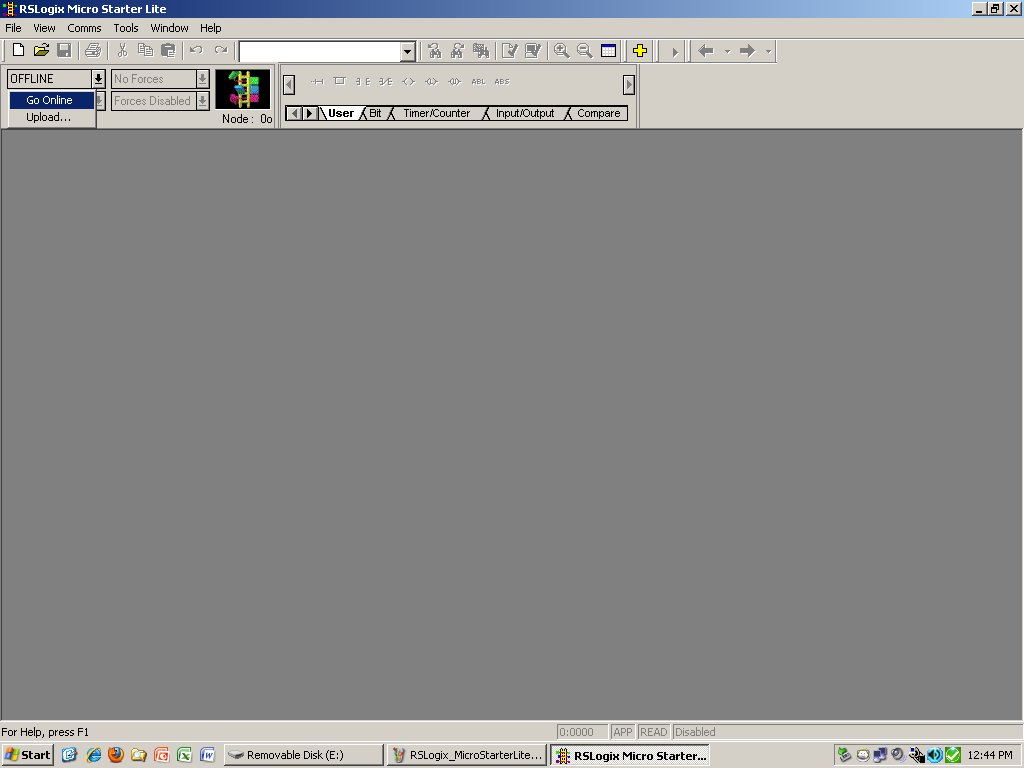 RSLogix Micro Starter Lite
File View Comms Tools Window Help
OFFLINE No Forces
Go Online Forces Disabled
Upload...
Node : 0o
ABL ABS
User Bit Timer/Counter Input/Output Compare
For Help, press F1 0:0000 APP READ Disabled
Start Removable Disk (E:) RSLogix_MicroStarterLite... RSLogix Micro Starter... 12:44 PM